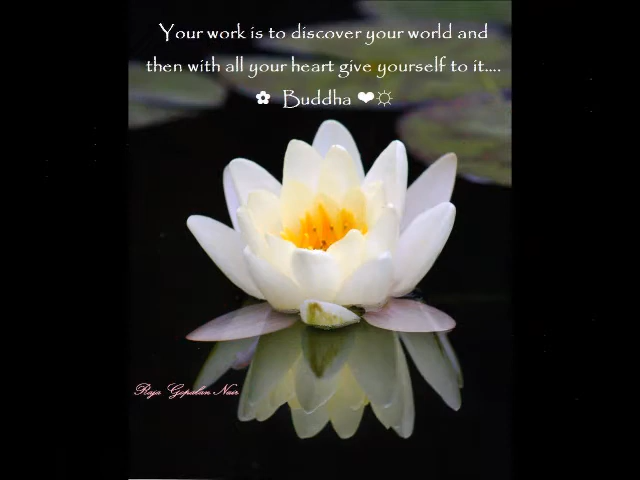 Your work is to discover your world and
then with all your heart give yourself to it....
✿ Buddha ❤☼
Raja Gopalan Nair